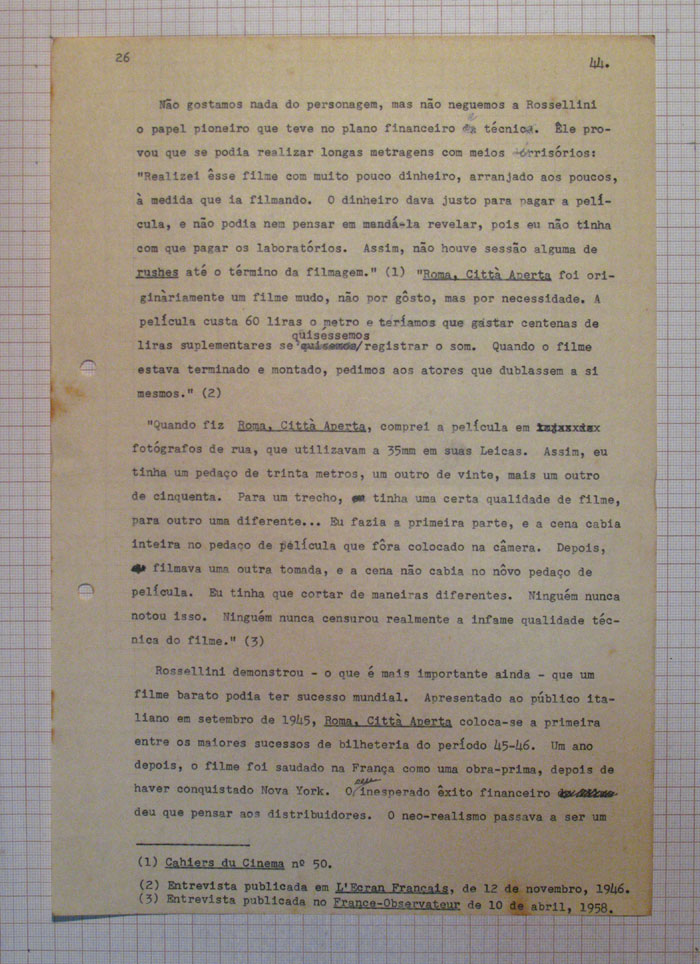 26
44.
Não gostamos nada do personagem, mas não neguemos a Rossellini
o papel pioneiro que teve no plano financeiro e técnico. Êle pro-
vou que se podia realizar longas metragens com meios irrisórios:
"Realizei êsse filme com muito pouco dinheiro, arranjado aos poucos,
à medida que ia filmando. O dinheiro dava justo para pagar a pelí-
cula, e não podia nem pensar em mandá-la revelar, pois eu não tinha
com que pagar os laboratórios. Assim, não houve sessão alguma de
rushes até o término da filmagem." (1) "Roma, Città Aperta foi ori-
ginàriamente um filme mudo, não por gôsto, mas por necessidade. A
película custa 60 liras o metro e teríamos que gastar centenas de
quiséssemos
liras suplementares se quisemos/registrar o som. Quando o filme
estava terminado e montado, pedimos aos atores que dublassem a si
mesmos." (2)
"Quando fiz Roma, Città Aperta, comprei a película em
fotógrafos de rua, que utilizavam a 35mm em suas Leicas. Assim, eu
tinha um pedaço de trinta metros, um outro de vinte, mais um outro
de cinquenta. Para um trecho, tinha uma certa qualidade de filme,
para outro uma diferente... Eu fazia a primeira parte, e a cena cabia
inteira no pedaço de película que fôra colocado na câmera. Depois,
filmava uma outra tomada, e a cena não cabia no nôvo pedaço de
película. Eu tinha que cortar de maneiras diferentes. Ninguém nunca
notou isso. Ninguém nunca censurou realmente a infame qualidade téc-
nica do filme." (3)
Rossellini demonstrou - o que é mais importante ainda - que um
filme barato podia ter sucesso mundial. Apresentado ao público ita-
liano em setembro de 1945, Roma, Città Aperta coloca-se a primeira
entre os maiores sucessos de bilheteria do período 45-46. Um ano
depois, o filme foi saudado na França como uma obra-prima, depois de
haver conquistado Nova York. O/inesperado êxito financeiro
deu que pensar aos distribuidores. O neo-realismo passava a ser um
(1) Cahiers du Cinema nº 50.
(2) Entrevista publicada em L'Ecran Français, de 12 de novembro, 1946.
(3) Entrevista publicada no France-Observateur de 10 de abril, 1958.